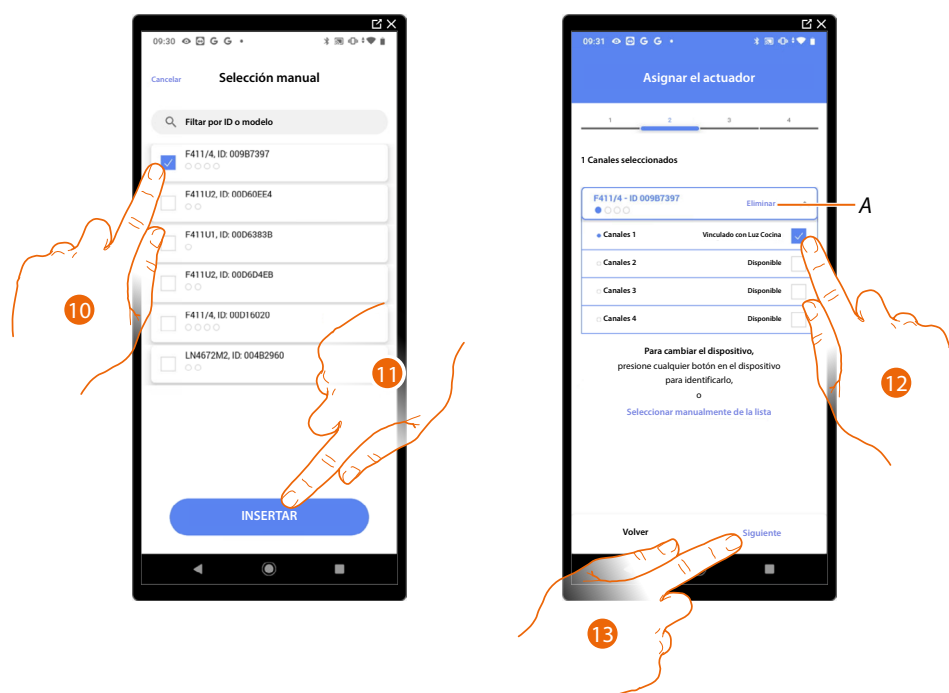 09:30 G G
Cancelar Selección manual
Filtar por ID o modelo
F411/4, ID: 009B7397
F411U2, ID: 00D60EE4
F411U1, ID: 00D6383B
F411U2, ID: 00D6D4EB
F411/4, ID: 00D16020
LN4672M2, ID: 004B2960
INSERTAR
10
11
09:31 G G
Asignar el actuador
1 2 3 4
1 Canales seleccionados
F411/4 - ID 009B7397
Eliminar
A
Canales 1 Vinculado con Luz Cocina
Canales 2 Disponible
Canales 3 Disponible
Canales 4 Disponible
Para cambiar el dispositivo,
presione cualquier botón en el dispositivo
para identificarlo,
o
Seleccionar manualmente de la lista
12
Volver Siguiente
13